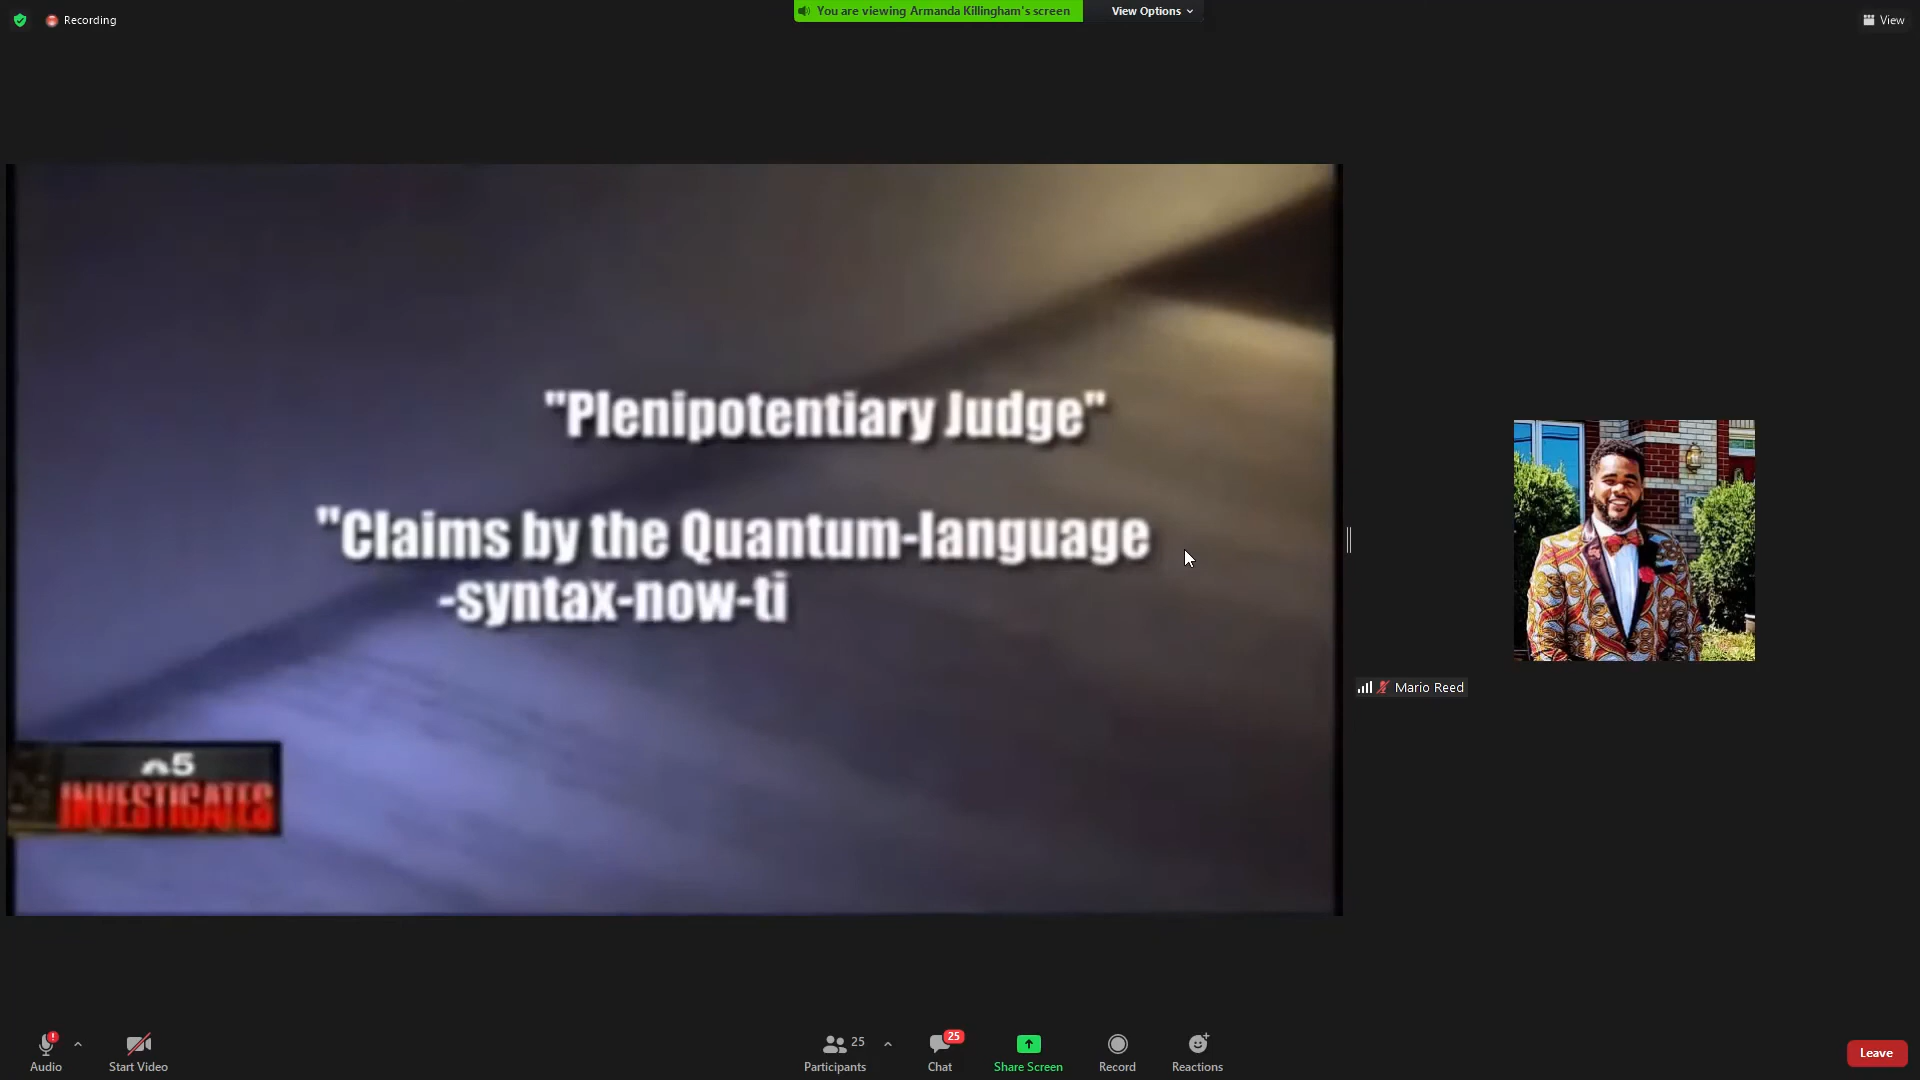 Recording
You are viewing Armanda Killingham's screen
View Options
View
"Plenipotentiary Judge"
"Claims by the Quantum-language
-syntax-now-ti
5
INVESTIGATES
Mario Reed
Audio
Start Video
25
Participants
25
Chat
Share Screen
Record
Reactions
Leave